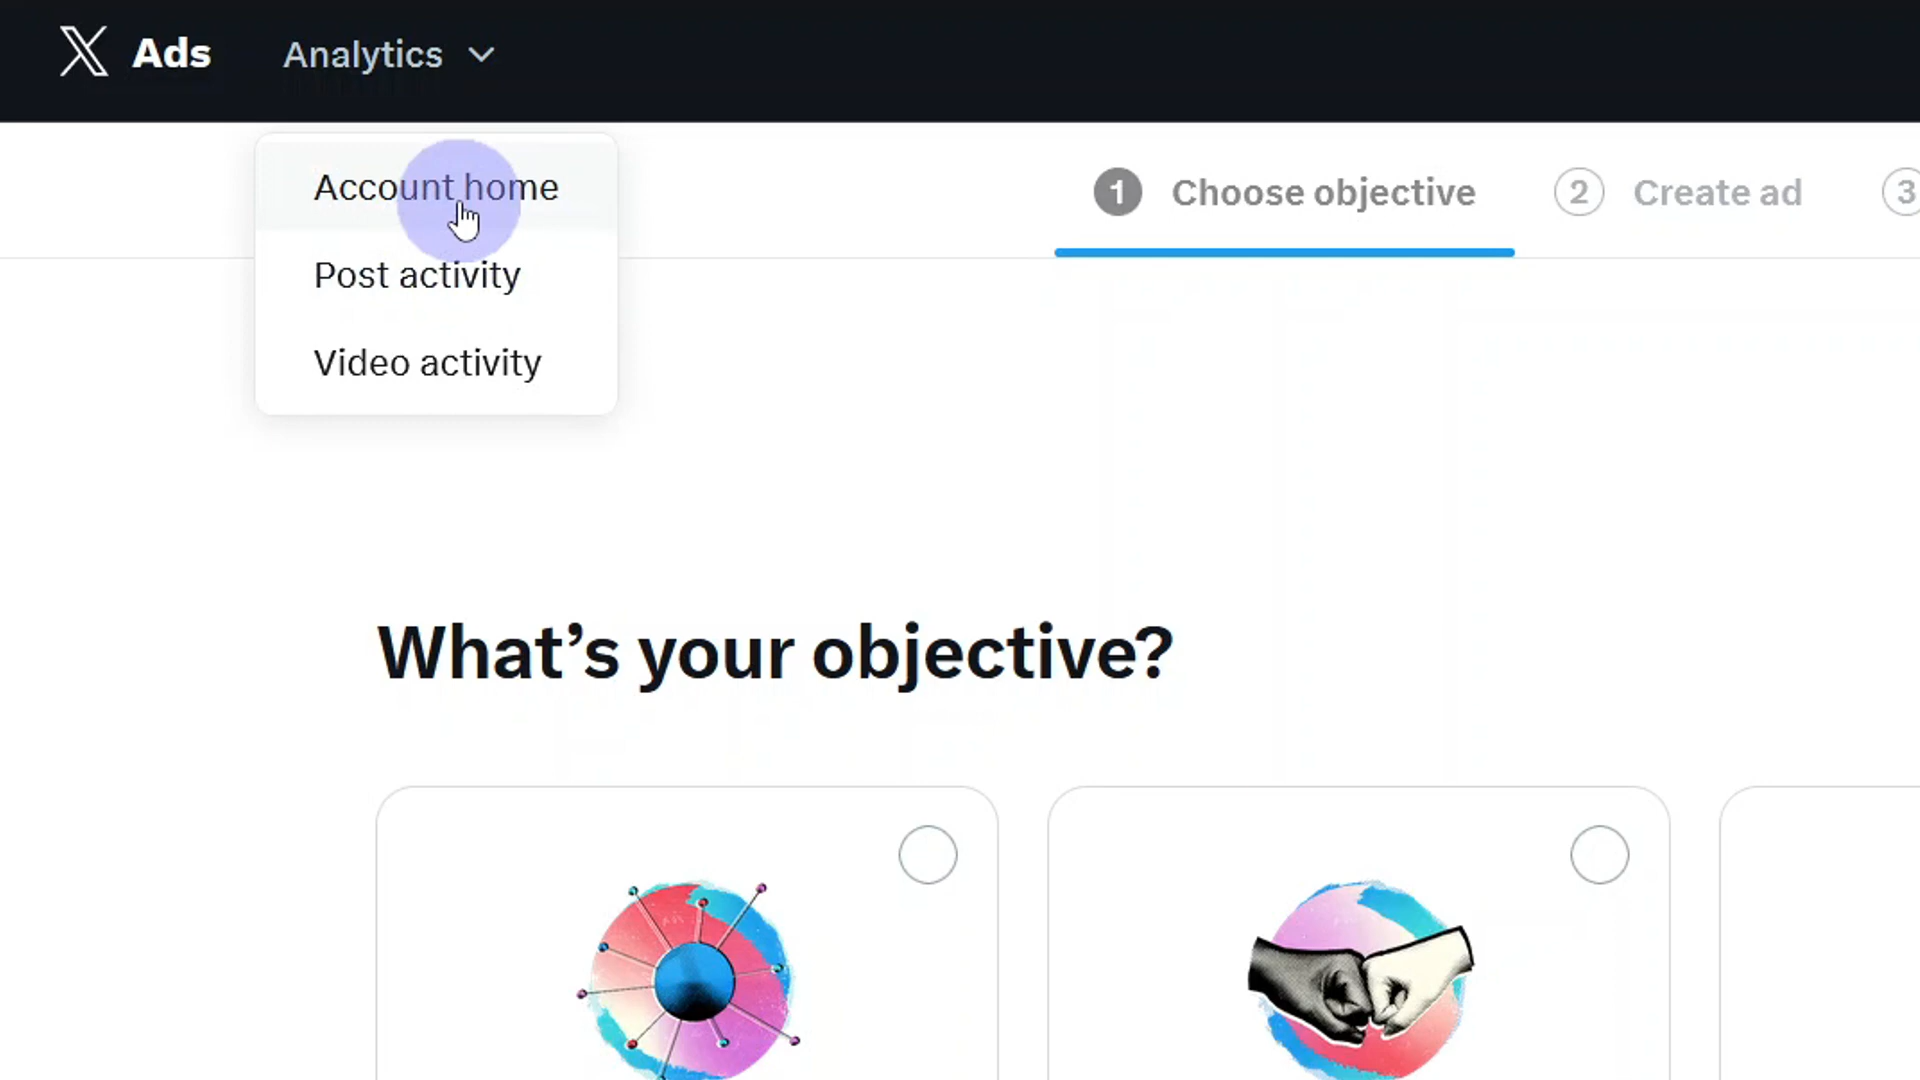 X Ads Analytics
Account home
Post activity
Video activity
1 Choose objective 2 Create ad 3
What’s your objective?